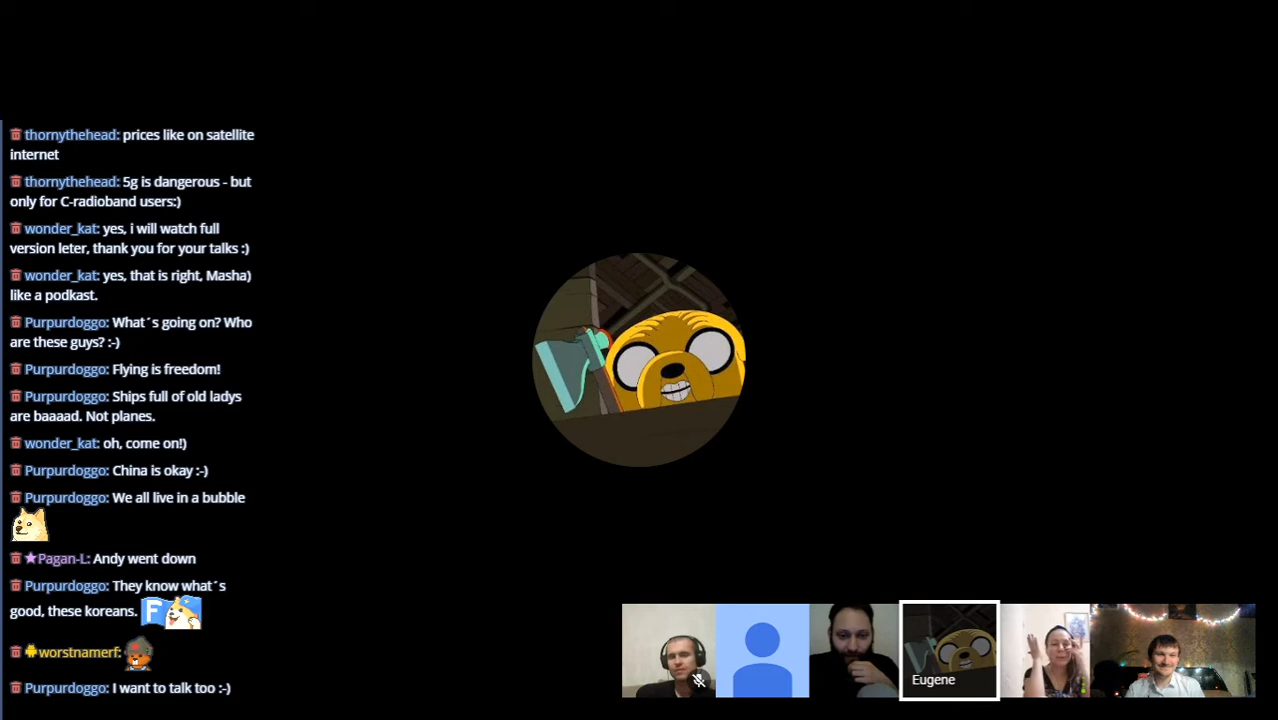 thornythehead: prices like on satellite
internet
thornythehead: 5g is dangerous - but
only for C-radioband users:)
wonder_kat: yes, i will watch full
version leter, thank you for your talks :)
wonder_kat: yes, that is right, Masha)
like a podkast.
Purpurdoggo: What´s going on? Who
are these guys? :-)
Purpurdoggo: Flying is freedom!
Purpurdoggo: Ships full of old ladys
are baaaad. Not planes.
wonder_kat: oh, come on!)
Purpurdoggo: China is okay :-)
Purpurdoggo: We all live in a bubble
Pagan-L: Andy went down
Purpurdoggo: They know what´s
good, these koreans. F
worstnamerf:
Purpurdoggo: I want to talk too :-)
Eugene